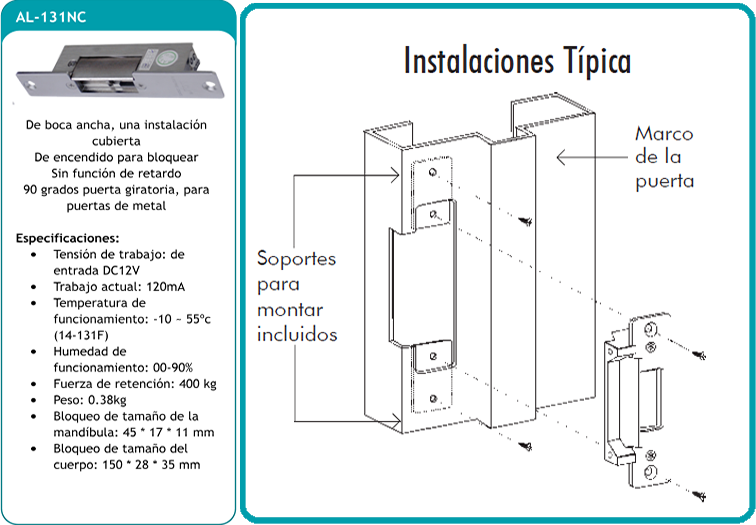 AL-131NC
De boca ancha, una instalación
cubierta
De encendido para bloquear
Sin función de retardo
90 grados puerta giratoria, para
puertas de metal
Especificaciones:
• Tensión de trabajo: de
entrada DC12V
• Trabajo actual: 120mA
• Temperatura de
funcionamiento: -10 ~ 55ºc
(14-131F)
• Humedad de
funcionamiento: 00-90%
• Fuerza de retención: 400 kg
• Peso: 0.38kg
• Bloqueo de tamaño de la
mandíbula: 45 * 17 * 11 mm
• Bloqueo de tamaño del
cuerpo: 150 * 28 * 35 mm
Instalaciones Típica
Marco
de la
puerta
Soportes
para
montar
incluidos